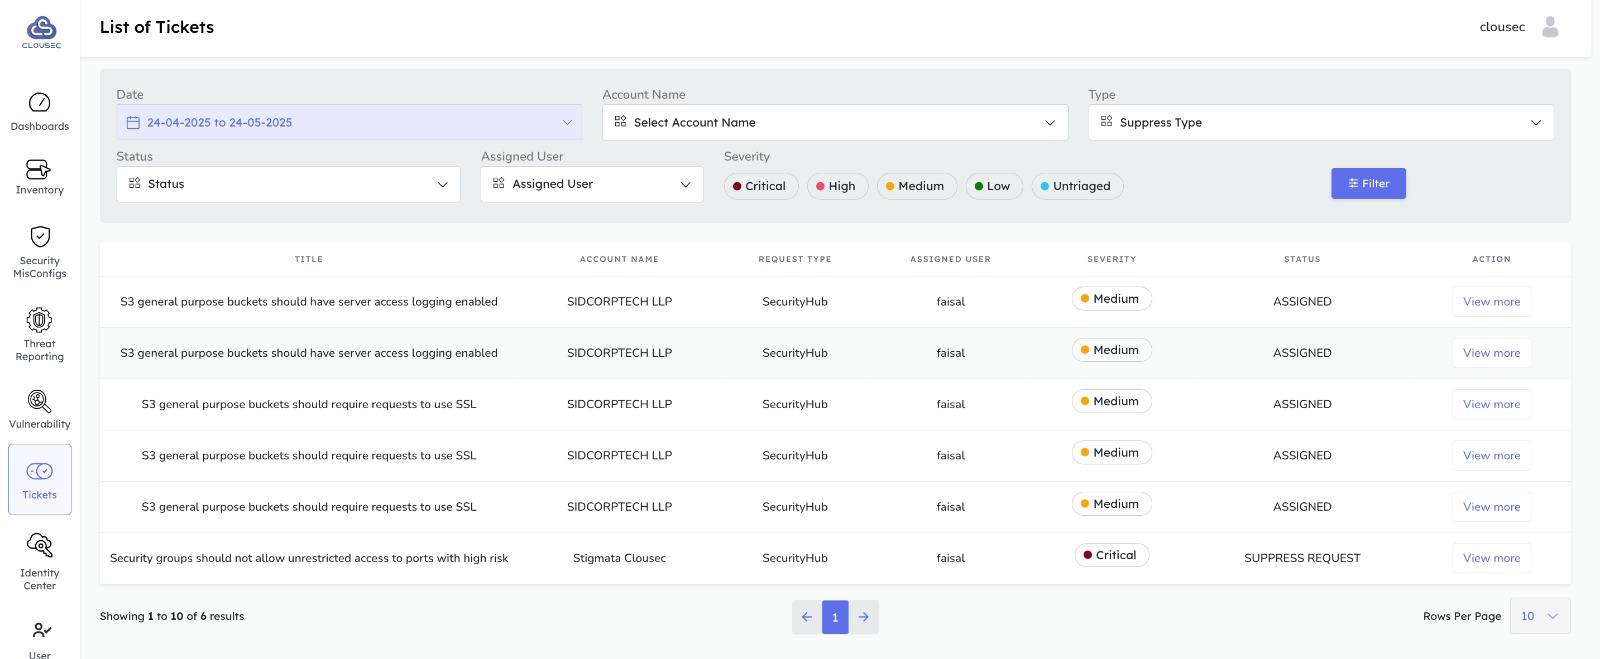 CLOUSEC
List of Tickets
clousec
Dashboards
Inventory
Security
MisConfigs
Threat
Reporting
Vulnerability
Tickets
Identity
Center
User
Date
Account Name
Type
24-04-2025 to 24-05-2025
Select Account Name
Suppress Type
Status
Assigned User
Severity
Status
Assigned User
Critical
High
Medium
Low
Untriaged
Filter
TITLE ACCOUNT NAME REQUEST TYPE ASSIGNED USER SEVERITY STATUS ACTION
S3 general purpose buckets should have server access logging enabled SIDCORPTECH LLP SecurityHub faisal Medium ASSIGNED View more
S3 general purpose buckets should have server access logging enabled SIDCORPTECH LLP SecurityHub faisal Medium ASSIGNED View more
S3 general purpose buckets should require requests to use SSL SIDCORPTECH LLP SecurityHub faisal Medium ASSIGNED View more
S3 general purpose buckets should require requests to use SSL SIDCORPTECH LLP SecurityHub faisal Medium ASSIGNED View more
S3 general purpose buckets should require requests to use SSL SIDCORPTECH LLP SecurityHub faisal Medium ASSIGNED View more
Security groups should not allow unrestricted access to ports with high risk Stigmata Clousec SecurityHub faisal Critical SUPPRESS REQUEST View more
Showing 1 to 10 of 6 results
1
Rows Per Page 10